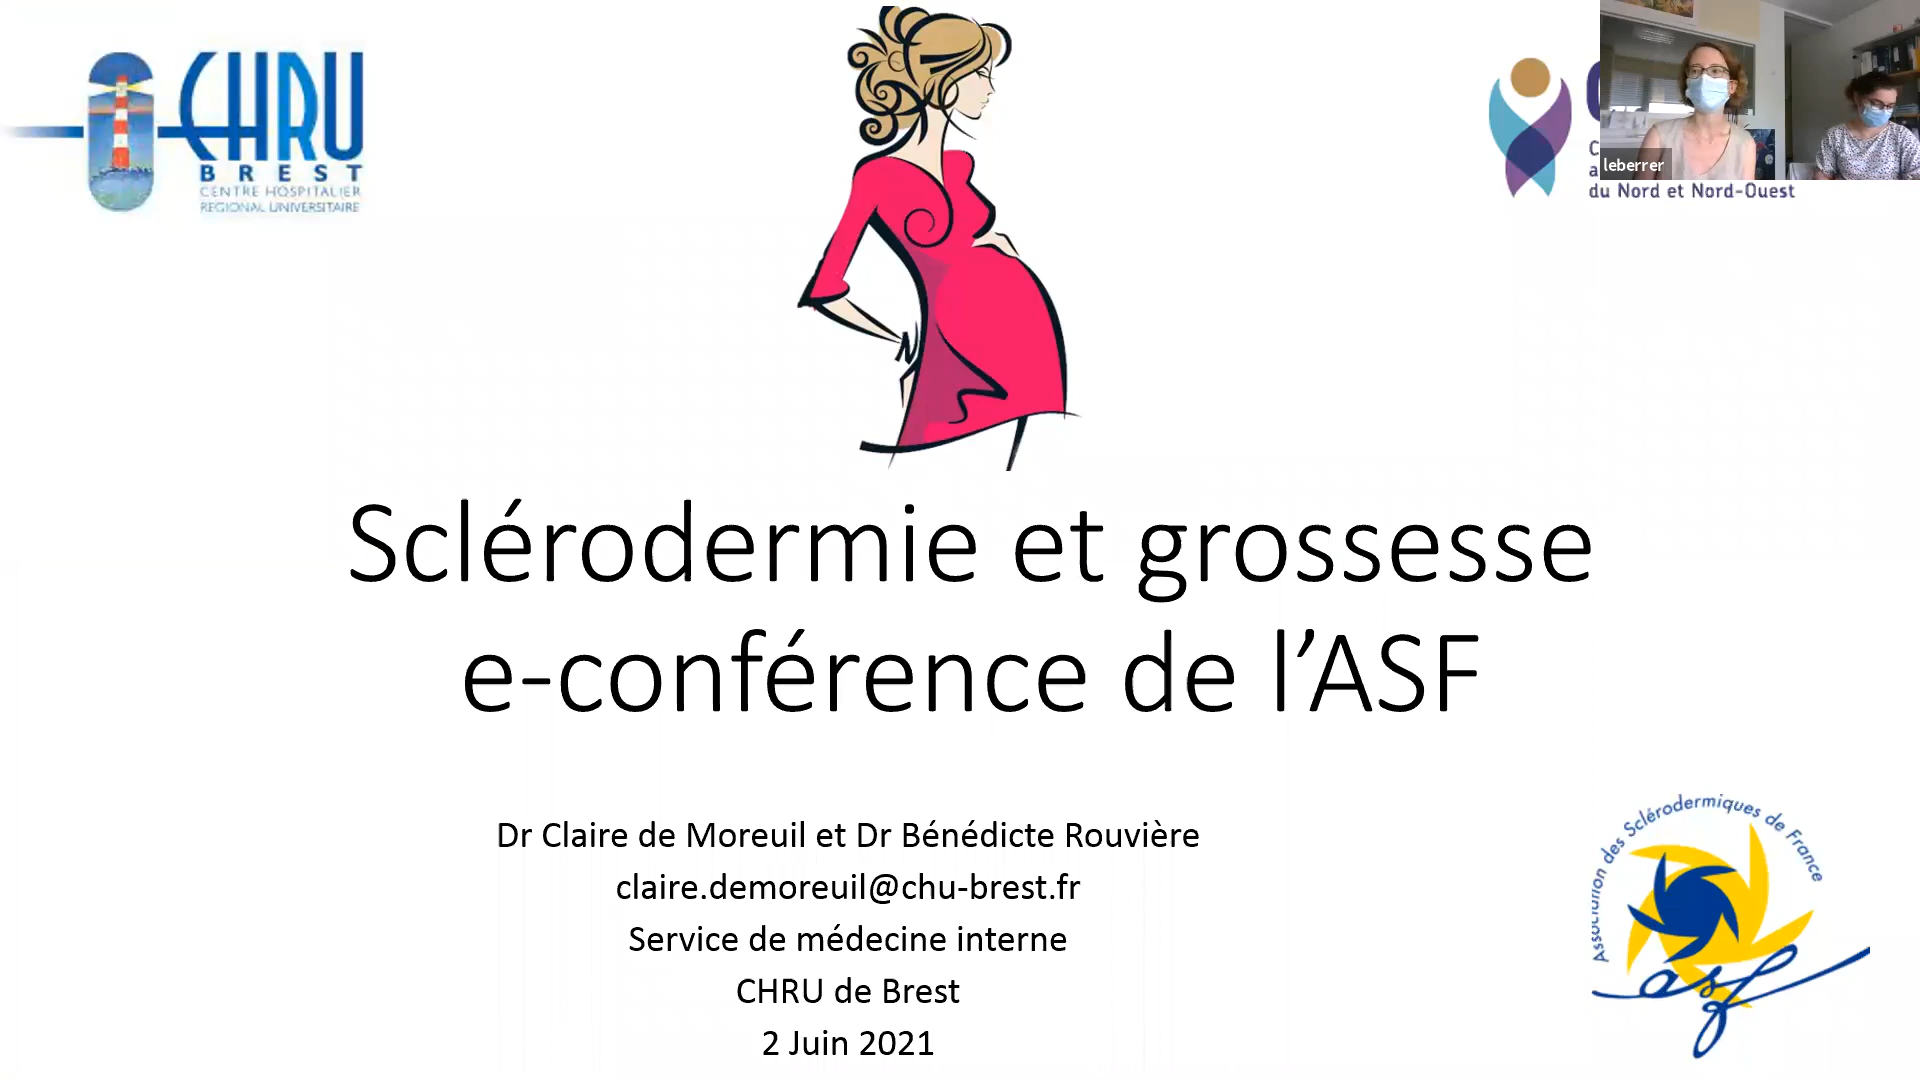 CHRU
BREST
CENTRE HOSPITALIER
REGIONAL UNIVERSITAIRE
du Nord et Nord-Ouest
leberrer
Sclérodermie et grossesse
e-conférence de l’ASF
Dr Claire de Moreuil et Dr Bénédicte Rouvière
claire.demoreuil@chu-brest.fr
Service de médecine interne
CHRU de Brest
2 Juin 2021
Association des Sclérodermiques de France
asf